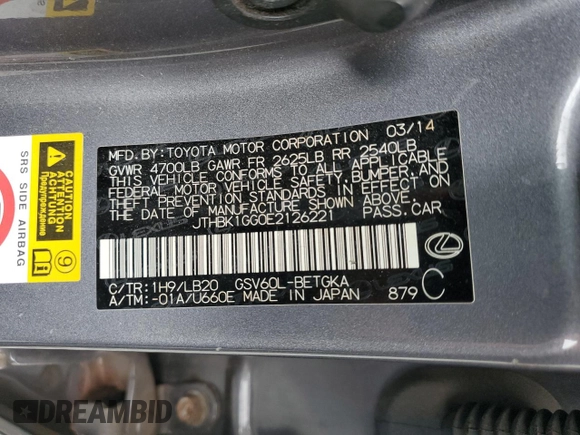 MFD. BY: TOYOTA MOTOR CORPORATION 03/14
GVWR 4700LB GAWR FR 2625LB RR 2540LB
THIS VEHICLE CONFORMS TO ALL APPLICABLE
FEDERAL MOTOR VEHICLE SAFETY, BUMPER, AND
THEFT PREVENTION STANDARDS IN EFFECT ON
THE DATE OF MANUFACTURE SHOWN ABOVE.
JTHBK1GG0E2126221 PASS. CAR
C/TR: 1H9/LB20 GSV60L-BETGKA
A/TM: -01A/U660E MADE IN JAPAN 879 C
SRS SIDE AIRBAG
CAUTION
ATTENTION
ACHTUNG
Предупреждение
9
DREAMBID